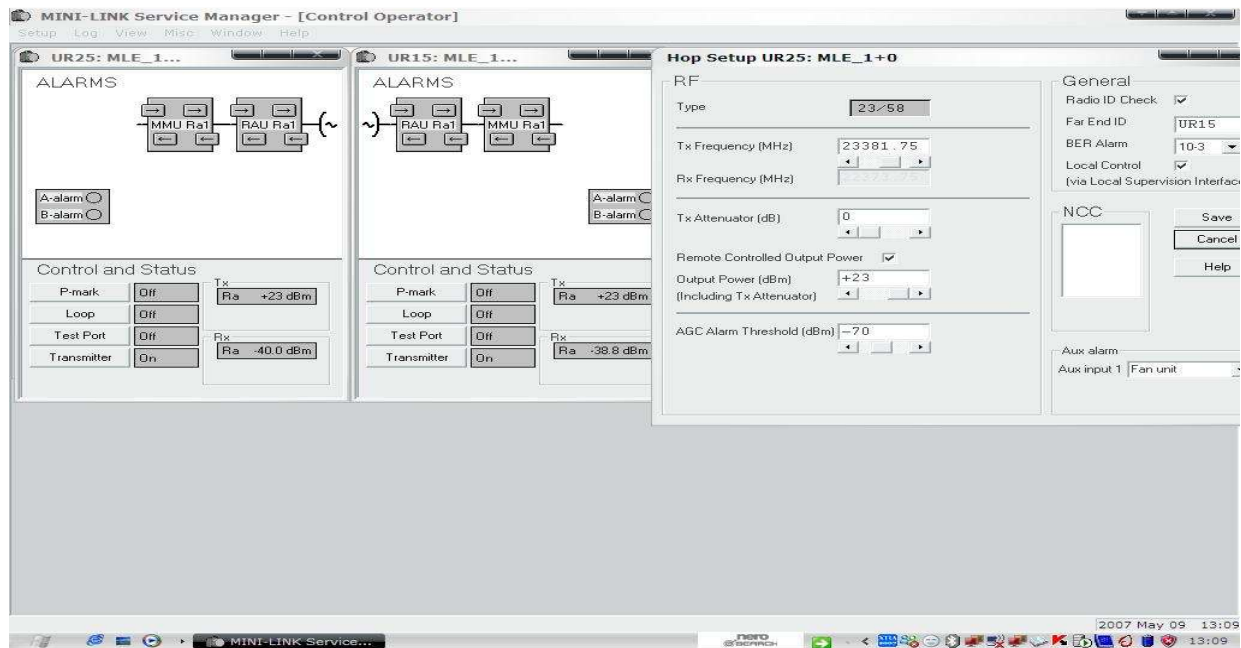 MINI-LINK Service Manager - [Control Operator]
Setup Log View Misc Window Help
UR25: MLE_1...
ALARMS
MMU Ra1
RAU Ra1
A-alarm
B-alarm
Control and Status
P-mark Off
Loop Off
Test Port Off
Transmitter On
Tx
Ra +23 dBm
Rx
Ra -40.0 dBm
UR15: MLE_1...
ALARMS
RAU Ra1
MMU Ra1
A-alarm
B-alarm
Control and Status
P-mark Off
Loop Off
Test Port Off
Transmitter On
Tx
Ra +23 dBm
Rx
Ra -38.8 dBm
Hop Setup UR25: MLE_1+0
RF
Type 23/58
Tx Frequency (MHz) 23381.75
Rx Frequency (MHz)
Tx Attenuator (dB) 0
Remote Controlled Output Power
Output Power (dBm) +23
(Including Tx Attenuator)
AGC Alarm Threshold (dBm) -70
General
Radio ID Check
Far End ID UR15
BER Alarm 10-3
Local Control
(via Local Supervision Interface
NCC
Save
Cancel
Help
Aux alarm
Aux input 1 Fan unit
2007 May 09 13:09
MINI-LINK Service...
nero
SEARCH
13:09